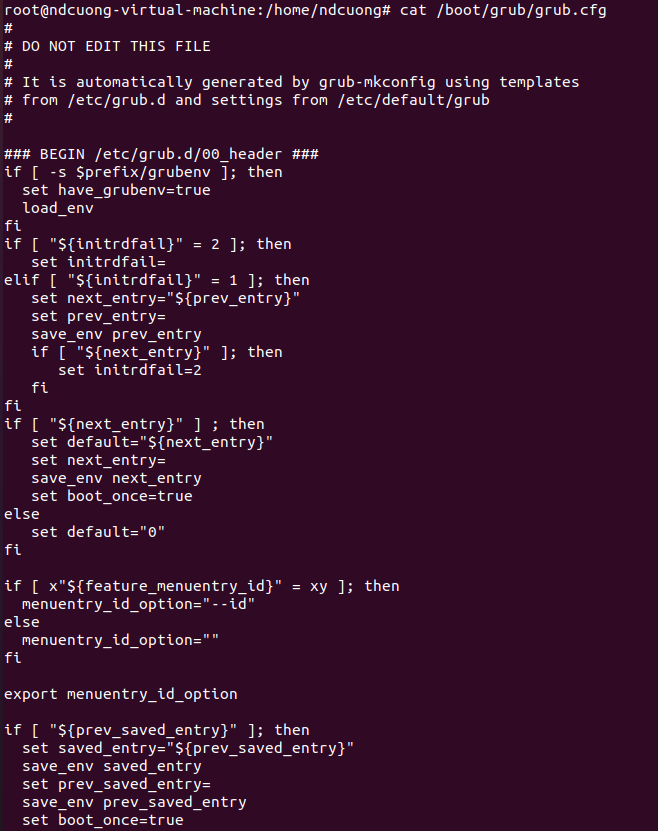 root@ndcuong-virtual-machine:/home/ndcuong# cat /boot/grub/grub.cfg
#
# DO NOT EDIT THIS FILE
#
# It is automatically generated by grub-mkconfig using templates
# from /etc/grub.d and settings from /etc/default/grub
#

### BEGIN /etc/grub.d/00_header ###
if [ -s $prefix/grubenv ]; then
  set have_grubenv=true
  load_env
fi
if [ "${initrdfail}" = 2 ]; then
   set initrdfail=
elif [ "${initrdfail}" = 1 ]; then
   set next_entry="${prev_entry}"
   set prev_entry=
   save_env prev_entry
   if [ "${next_entry}" ]; then
      set initrdfail=2
   fi
fi
if [ "${next_entry}" ] ; then
   set default="${next_entry}"
   set next_entry=
   save_env next_entry
   set boot_once=true
else
   set default="0"
fi

if [ x"${feature_menuentry_id}" = xy ]; then
  menuentry_id_option="--id"
else
  menuentry_id_option=""
fi

export menuentry_id_option

if [ "${prev_saved_entry}" ]; then
  set saved_entry="${prev_saved_entry}"
  save_env saved_entry
  set prev_saved_entry=
  save_env prev_saved_entry
  set boot_once=true